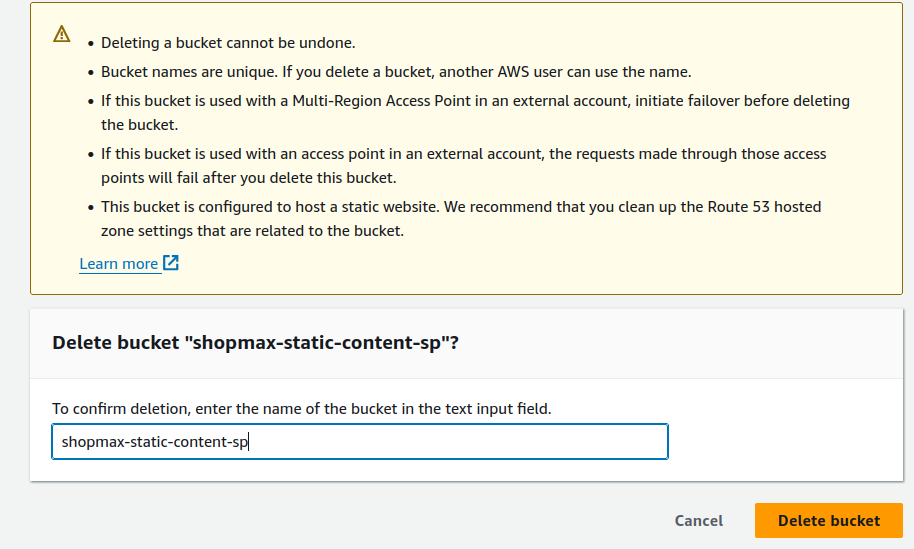 • Deleting a bucket cannot be undone.
• Bucket names are unique. If you delete a bucket, another AWS user can use the name.
• If this bucket is used with a Multi-Region Access Point in an external account, initiate failover before deleting
the bucket.
• If this bucket is used with an access point in an external account, the requests made through those access
points will fail after you delete this bucket.
• This bucket is configured to host a static website. We recommend that you clean up the Route 53 hosted
zone settings that are related to the bucket.
Learn more
Delete bucket "shopmax-static-content-sp"?
To confirm deletion, enter the name of the bucket in the text input field.
shopmax-static-content-sp
Cancel Delete bucket